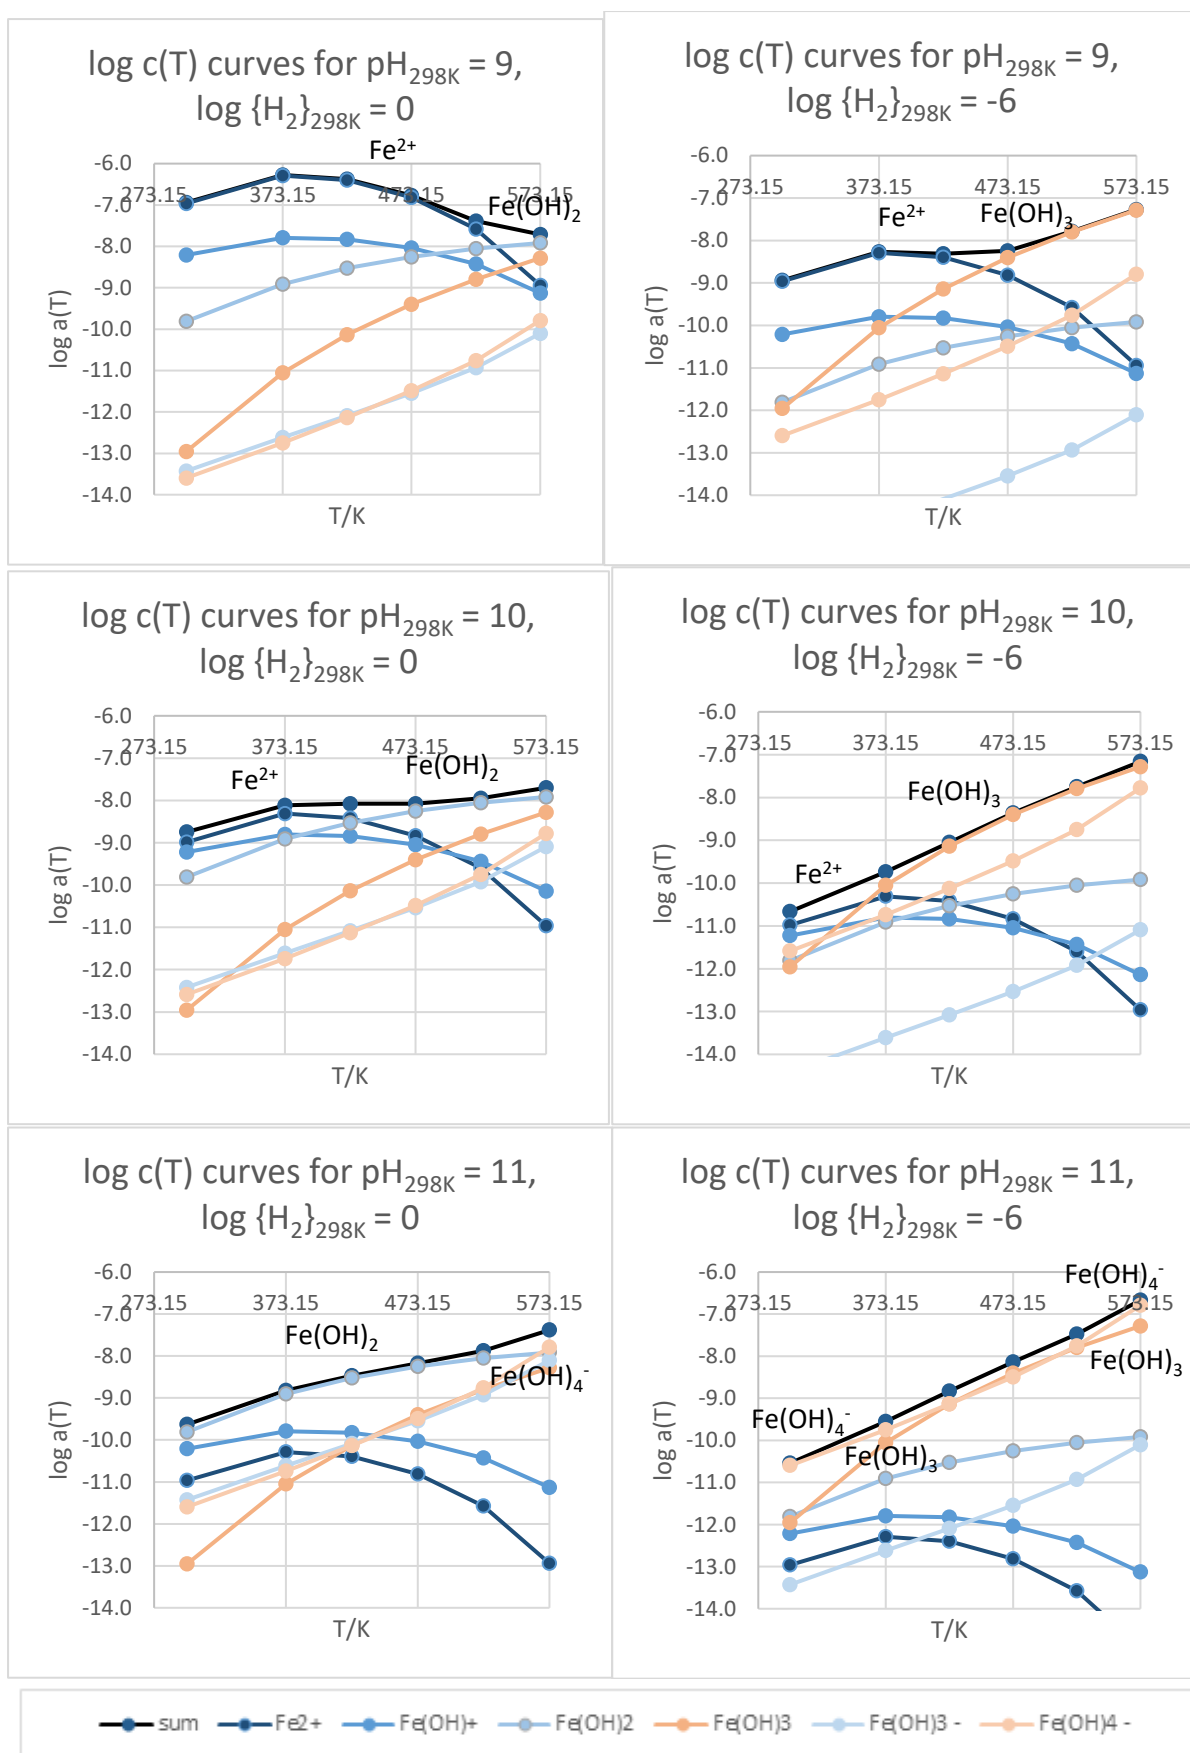 log c(T) curves for pH298K = 9,
log {H2}298K = 0
Fe2+
-6.0
273.15 373.15 473.15 573.15
-7.0
Fe(OH)2
-8.0
-9.0
-10.0
-11.0
-12.0
-13.0
-14.0
log a(T)
T/K
log c(T) curves for pH298K = 9,
log {H2}298K = -6
-6.0
273.15 373.15 473.15 573.15
-7.0
Fe2+ Fe(OH)3
-8.0
-9.0
-10.0
-11.0
-12.0
-13.0
-14.0
log a(T)
T/K
log c(T) curves for pH298K = 10,
log {H2}298K = 0
-6.0
273.15 373.15 473.15 573.15
-7.0
Fe2+ Fe(OH)2
-8.0
-9.0
-10.0
-11.0
-12.0
-13.0
-14.0
log a(T)
T/K
log c(T) curves for pH298K = 10,
log {H2}298K = -6
-6.0
273.15 373.15 473.15 573.15
-7.0
Fe(OH)3
-8.0
-9.0
Fe2+
-10.0
-11.0
-12.0
-13.0
-14.0
log a(T)
T/K
log c(T) curves for pH298K = 11,
log {H2}298K = 0
-6.0
273.15 373.15 473.15 573.15
-7.0
Fe(OH)2
-8.0
Fe(OH)4-
-9.0
-10.0
-11.0
-12.0
-13.0
-14.0
log a(T)
T/K
log c(T) curves for pH298K = 11,
log {H2}298K = -6
Fe(OH)4-
-6.0
273.15 373.15 473.15 573.15
-7.0
Fe(OH)3
-8.0
-9.0
Fe(OH)4-
-10.0
Fe(OH)3
-11.0
-12.0
-13.0
-14.0
log a(T)
T/K
sum Fe2+ Fe(OH)+ Fe(OH)2 Fe(OH)3 Fe(OH)3 - Fe(OH)4 -